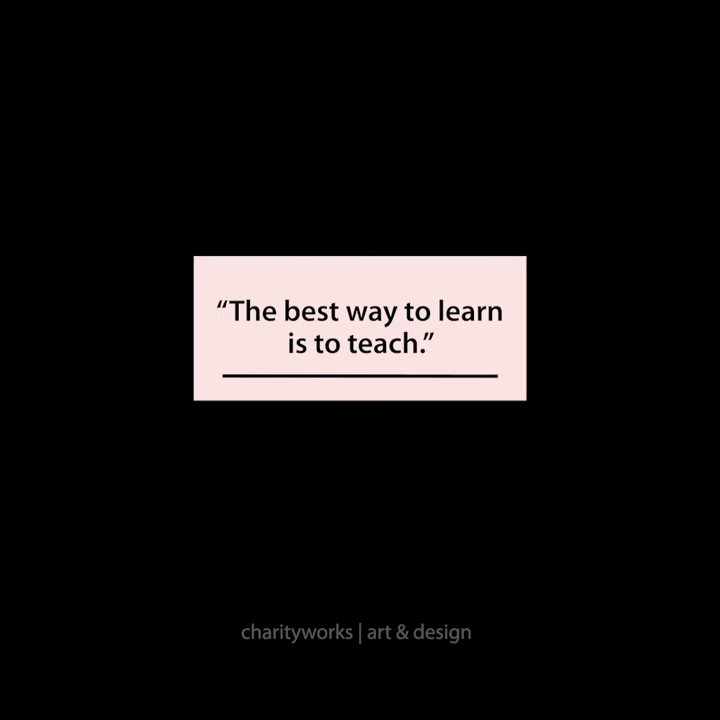 “The best way to learn
is to teach.”
charityworks | art & design